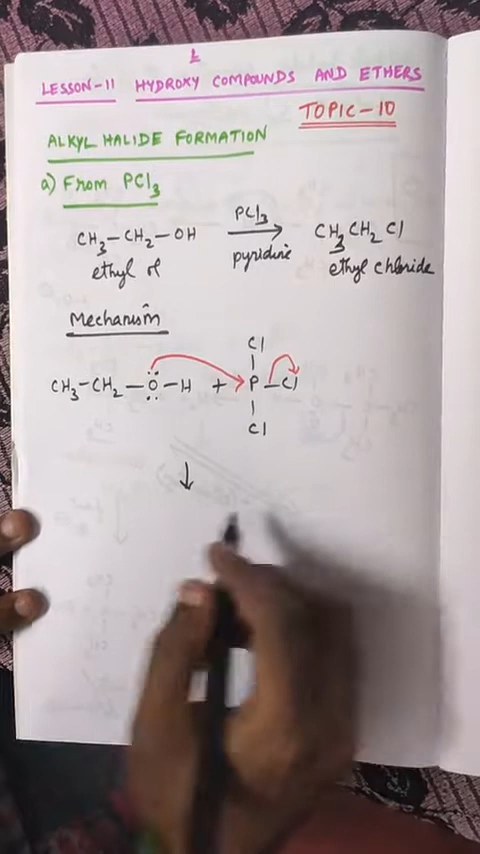 LESSON-11 HYDROXY COMPOUNDS AND ETHERS
TOPIC-10
ALKYL HALIDE FORMATION
a) From PCl3
CH3-CH2-OH PCl3 pyridine CH3CH2Cl
ethyl ol ethyl chloride
Mechanism
Cl
CH3-CH2-O-H + P-Cl
Cl